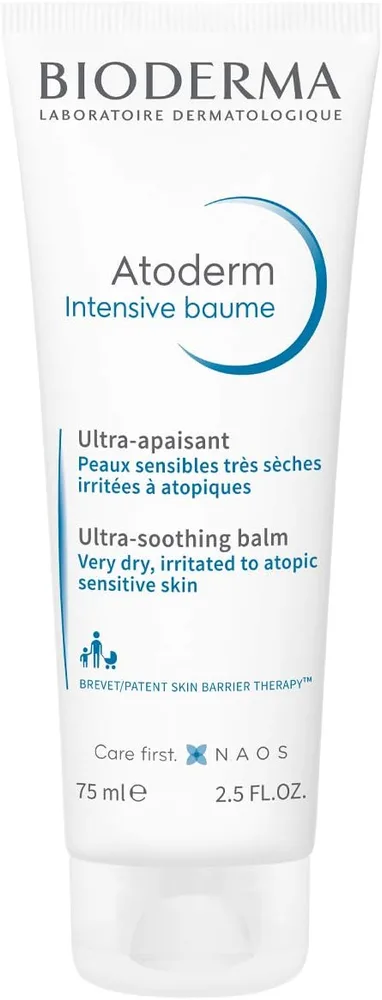 BIODERMA
LABORATOIRE DERMATOLOGIQUE
Atoderm
Intensive baume
Ultra-apaisant
Peaux sensibles très sèches
irritées à atopiques
Ultra-soothing balm
Very dry, irritated to atopic
sensitive skin
BREVET/PATENT SKIN BARRIER THERAPY™
Care first. NAOS
75 ml℮ 2.5 FL.OZ.